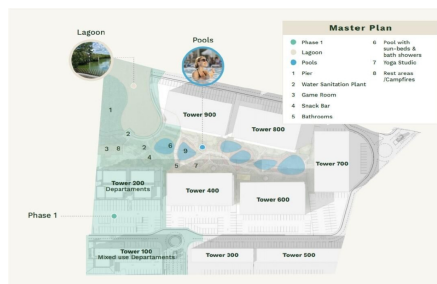 Master Plan
Phase 1
Lagoon
Pools
1 Pier
2 Water Sanitation Plant
3 Game Room
4 Snack Bar
5 Bathrooms
6 Pool with
sun-beds &
bath showers
7 Yoga Studio
8 Rest areas
/Campfires
Lagoon
Pools
1
2
3 8 2
4
6
9
5 7
Tower 900
Tower 800
Tower 700
Tower 200
Departaments
Tower 400
Tower 600
Phase 1
Tower 100
Mixed use Departaments
Tower 300
Tower 500